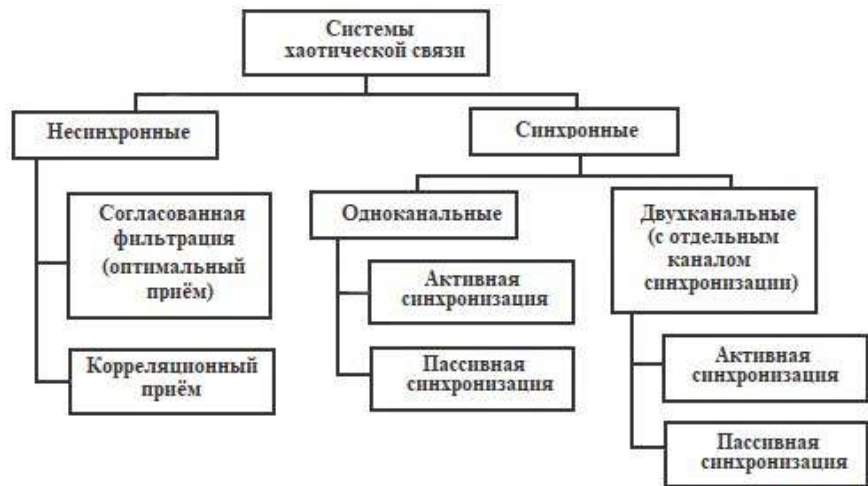 Системы
хаотической связи
Несинхронные
Синхронные
Согласованная
фильтрация
(оптимальный
приём)
Корреляционный
приём
Одноканальные
Активная
синхронизация
Пассивная
синхронизация
Двухканальные
(с отдельным
каналом
синхронизации)
Активная
синхронизация
Пассивная
синхронизация